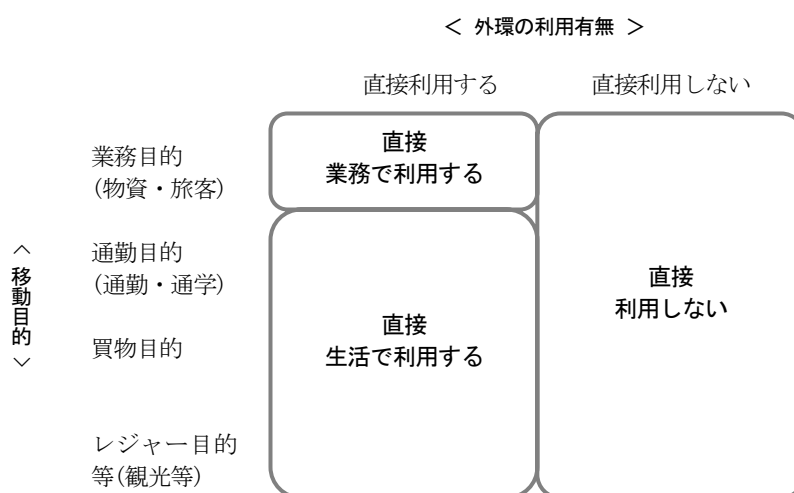 ＜ 外環の利用有無 ＞
直接利用する
直接利用しない
業務目的
(物資・旅客)
直接
業務で利用する
＜移動目的＞
通勤目的
(通勤・通学)
買物目的
直接
生活で利用する
直接
利用しない
レジャー目的
等(観光等)